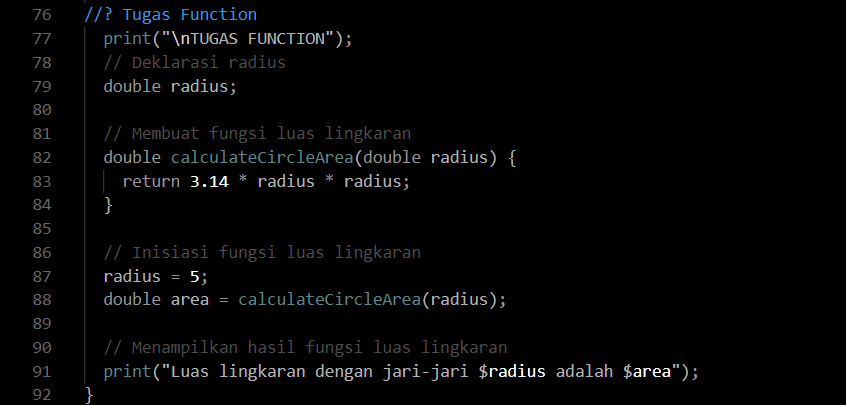 76 //? Tugas Function
77 print("\nTUGAS FUNCTION");
78 // Deklarasi radius
79 double radius;
80
81 // Membuat fungsi luas lingkaran
82 double calculateCircleArea(double radius) {
83 return 3.14 * radius * radius;
84 }
85
86 // Inisiasi fungsi luas lingkaran
87 radius = 5;
88 double area = calculateCircleArea(radius);
89
90 // Menampilkan hasil fungsi luas lingkaran
91 print("Luas lingkaran dengan jari-jari $radius adalah $area");
92 }